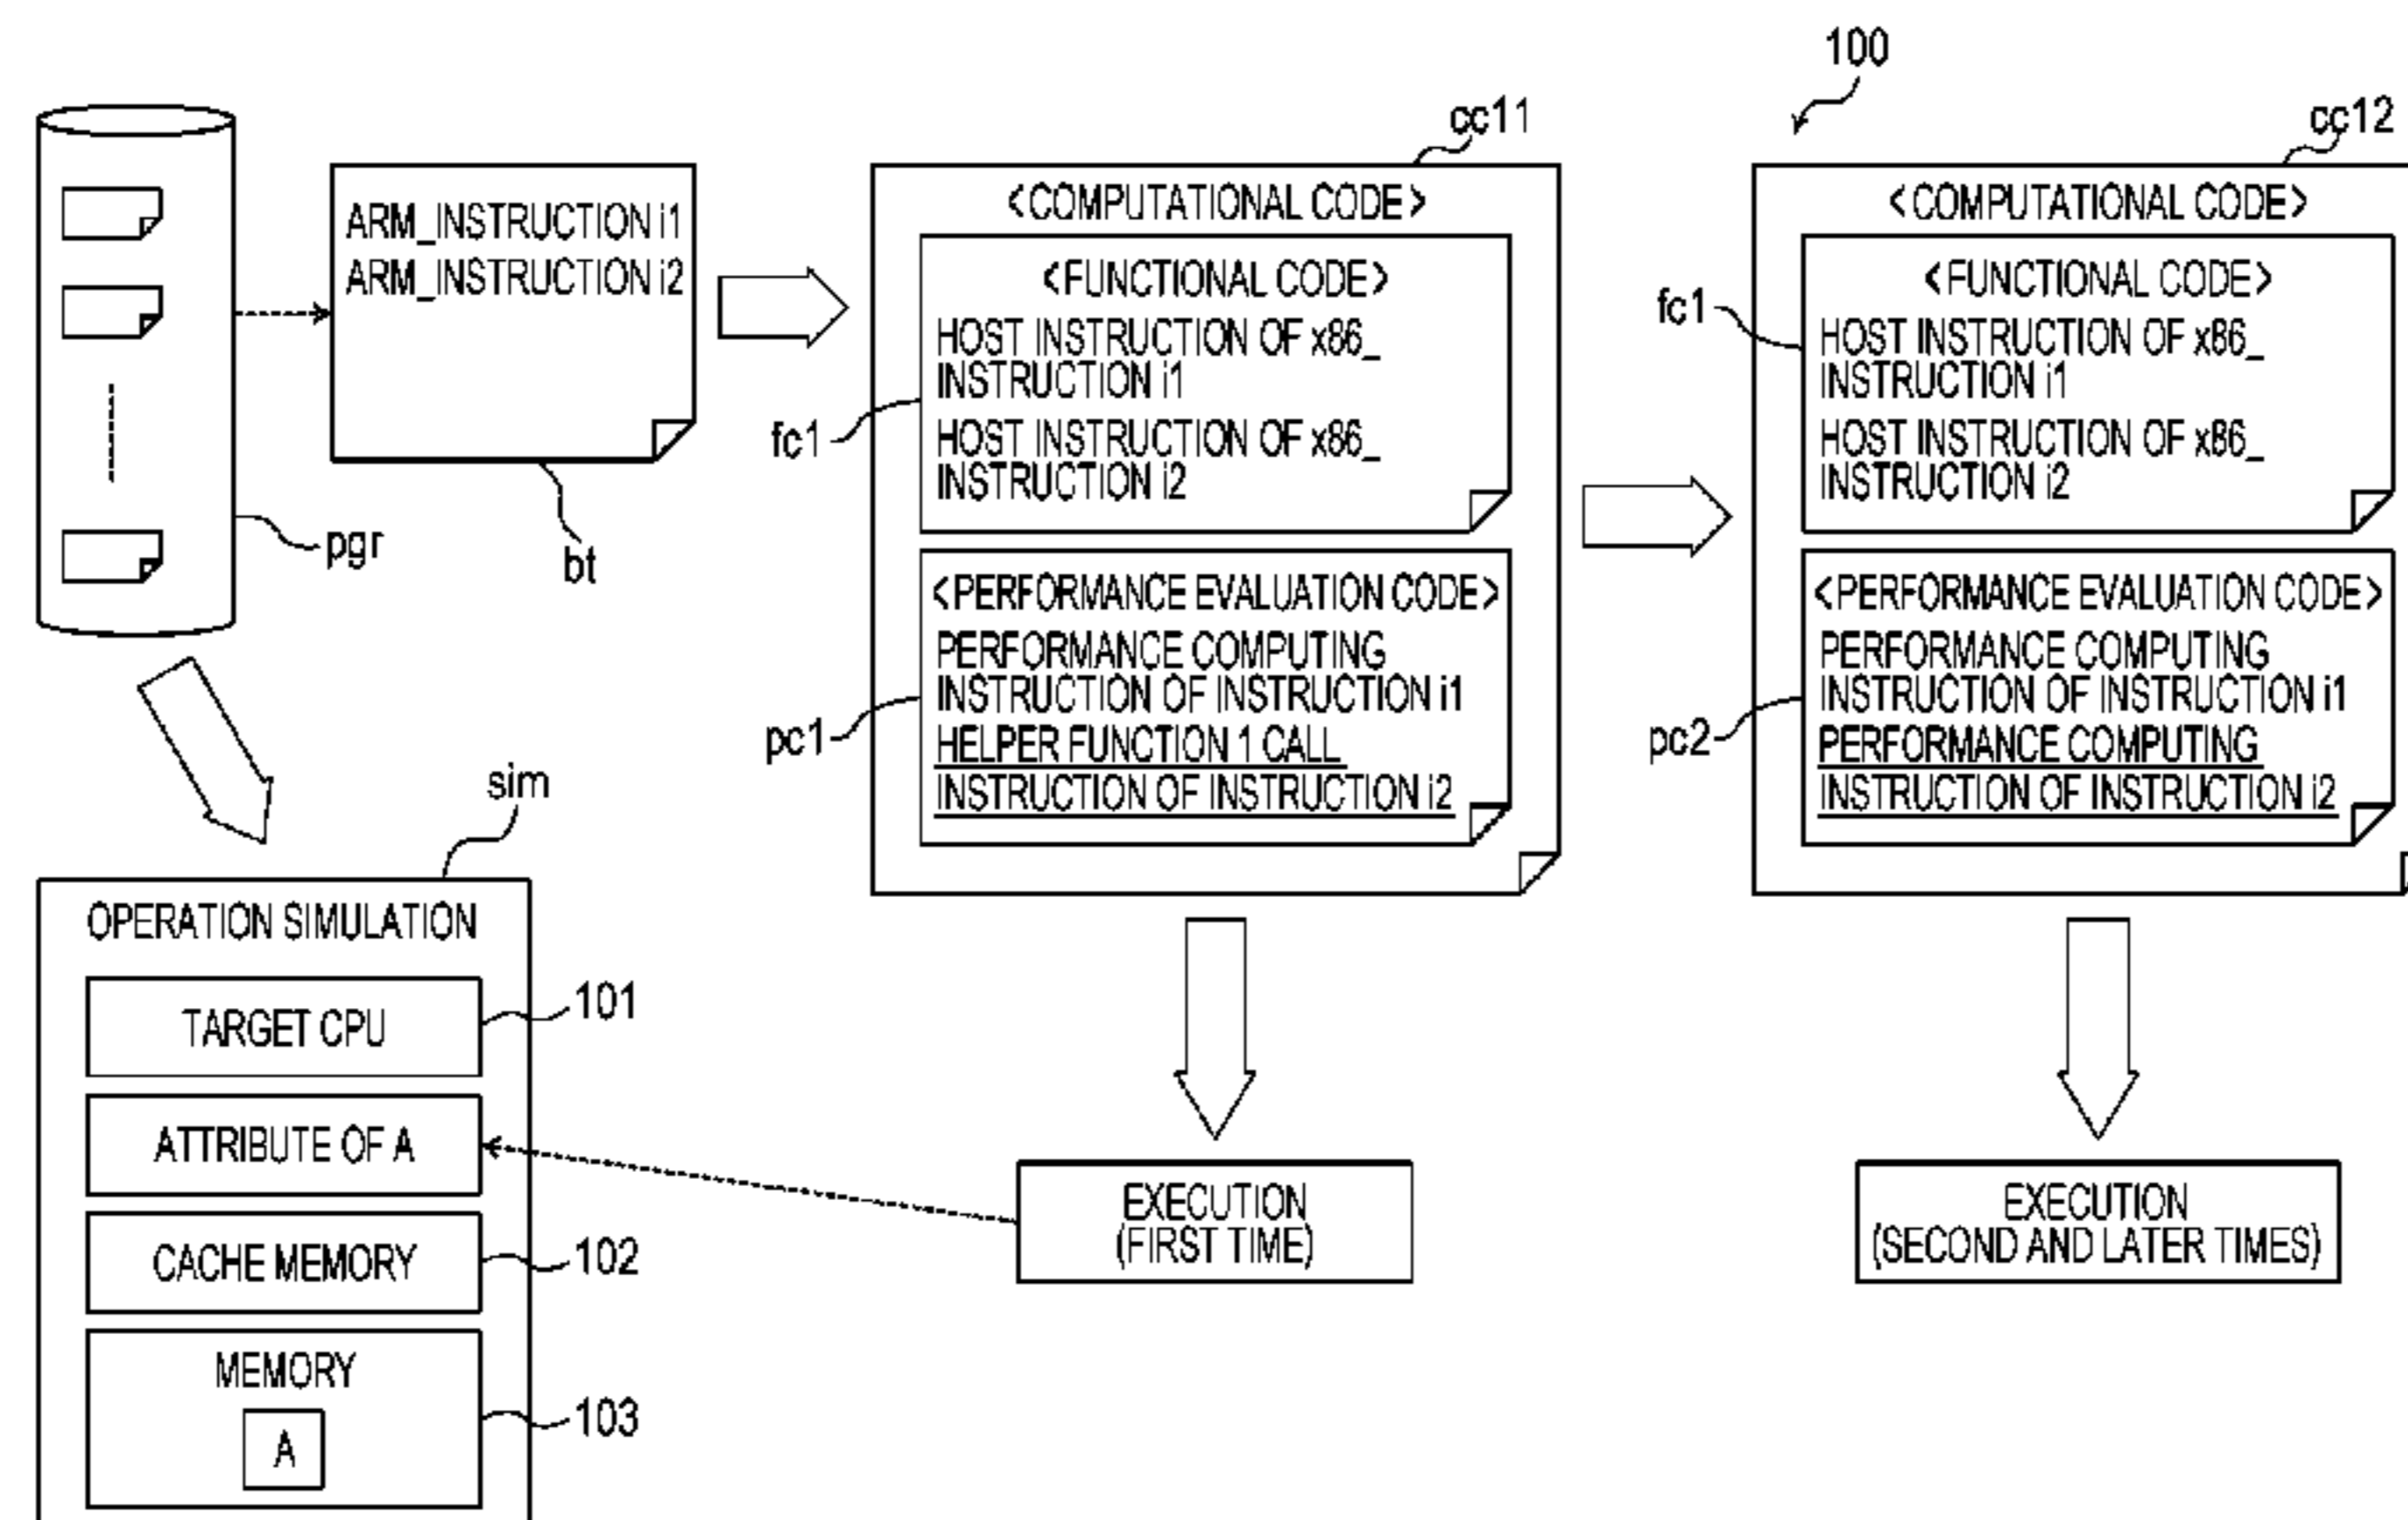 100
cc11
cc12
ARM_INSTRUCTION i1
ARM_INSTRUCTION i2
pgr
bt
<COMPUTATIONAL CODE>
<FUNCTIONAL CODE>
HOST INSTRUCTION OF x86_
INSTRUCTION i1
HOST INSTRUCTION OF x86_
INSTRUCTION i2
fc1
<PERFORMANCE EVALUATION CODE>
PERFORMANCE COMPUTING
INSTRUCTION OF INSTRUCTION i1
HELPER FUNCTION 1 CALL
INSTRUCTION OF INSTRUCTION i2
pc1
<COMPUTATIONAL CODE>
<FUNCTIONAL CODE>
HOST INSTRUCTION OF x86_
INSTRUCTION i1
HOST INSTRUCTION OF x86_
INSTRUCTION i2
fc1
<PERFORMANCE EVALUATION CODE>
PERFORMANCE COMPUTING
INSTRUCTION OF INSTRUCTION i1
PERFORMANCE COMPUTING
INSTRUCTION OF INSTRUCTION i2
pc2
sim
OPERATION SIMULATION
TARGET CPU
101
ATTRIBUTE OF A
CACHE MEMORY
102
MEMORY
A
103
EXECUTION
(FIRST TIME)
EXECUTION
(SECOND AND LATER TIMES)